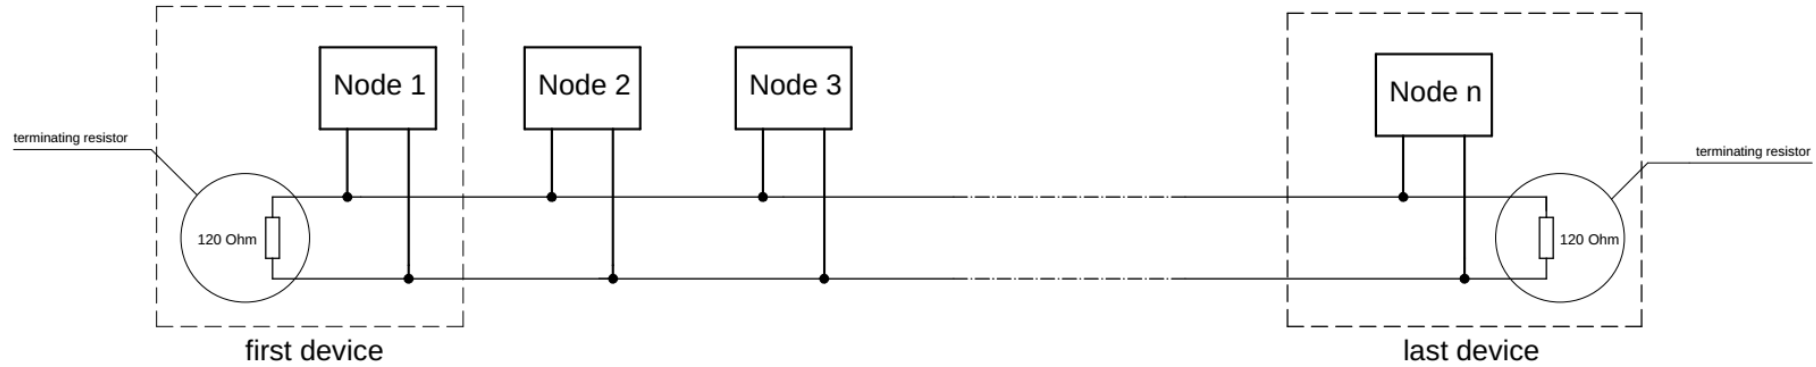 Node 1
Node 2
Node 3
Node n
terminating resistor
terminating resistor
120 Ohm
120 Ohm
first device
last device